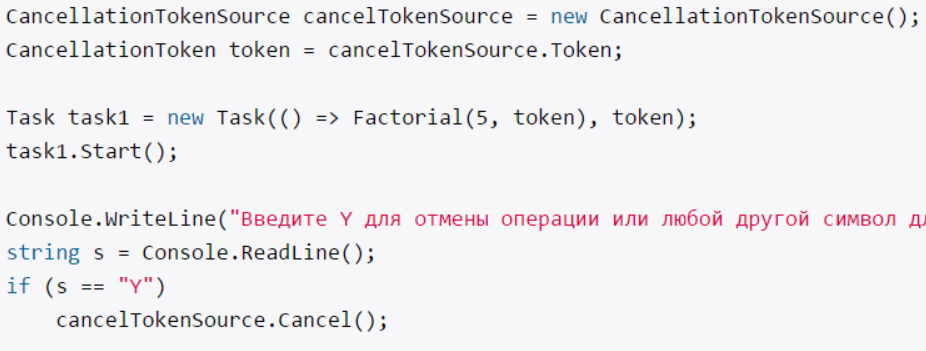 CancellationTokenSource cancelTokenSource = new CancellationTokenSource();
CancellationToken token = cancelTokenSource.Token;
Task task1 = new Task(() => Factorial(5, token), token);
task1.Start();
Console.WriteLine("Введите Y для отмены операции или любой другой символ
string s = Console.ReadLine();
if (s == "Y")
cancelTokenSource.Cancel();